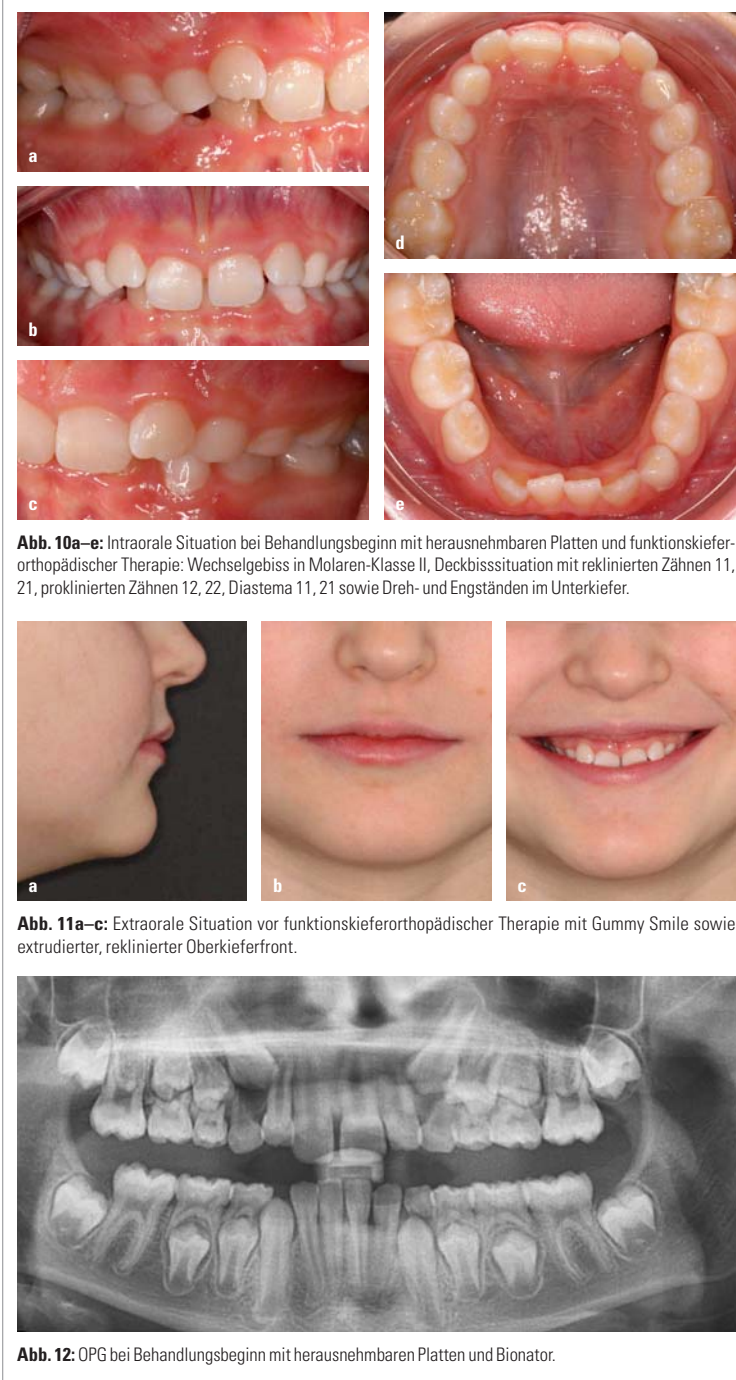 a
b
c
d
e
Abb. 10a–e: Intraorale Situation bei Behandlungsbeginn mit herausnehmbaren Platten und funktionskiefer-
orthopädischer Therapie: Wechselgebiss in Molaren-Klasse II, Deckbisssituation mit reklinierten Zähnen 11,
21, proklinierten Zähnen 12, 22, Diastema 11, 21 sowie Dreh- und Engständen im Unterkiefer.
a
b
c
Abb. 11a–c: Extraorale Situation vor funktionskieferorthopädischer Therapie mit Gummy Smile sowie
extrudierter, reklinierter Oberkieferfront.
Abb. 12: OPG bei Behandlungsbeginn mit herausnehmbaren Platten und Bionator.